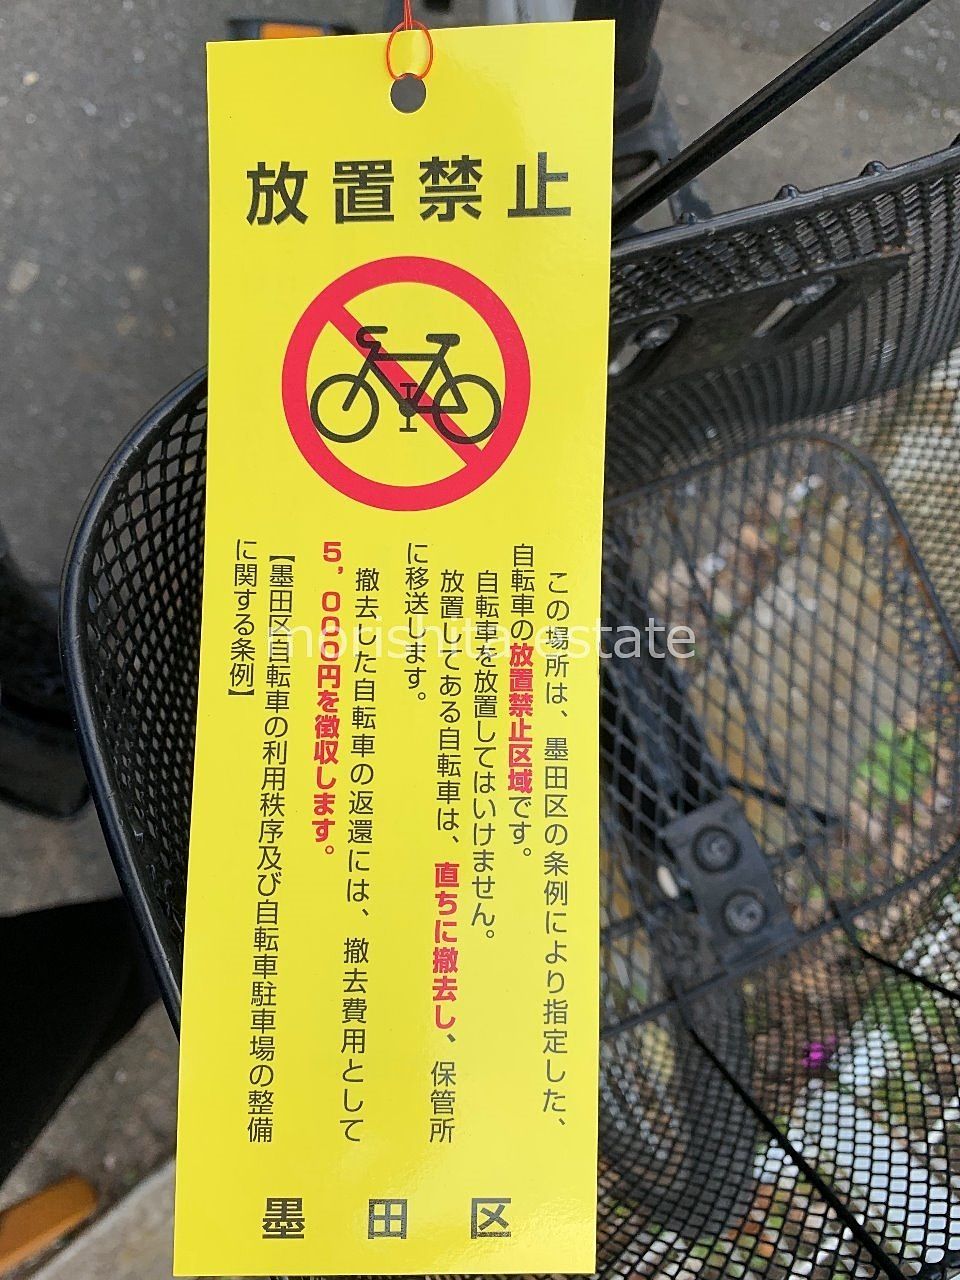 放置禁止
この場所は、墨田区の条例により指定した、
自転車の放置禁止区域です。
自転車を放置してはいけません。
放置してある自転車は、直ちに撤去し、保管所
に移送します。
撤去した自転車の返還には、撤去費用として
5,000円を徴収します。
【墨田区自転車の利用秩序及び自転車駐車場の整備
に関する条例】
墨田区
morishita estate